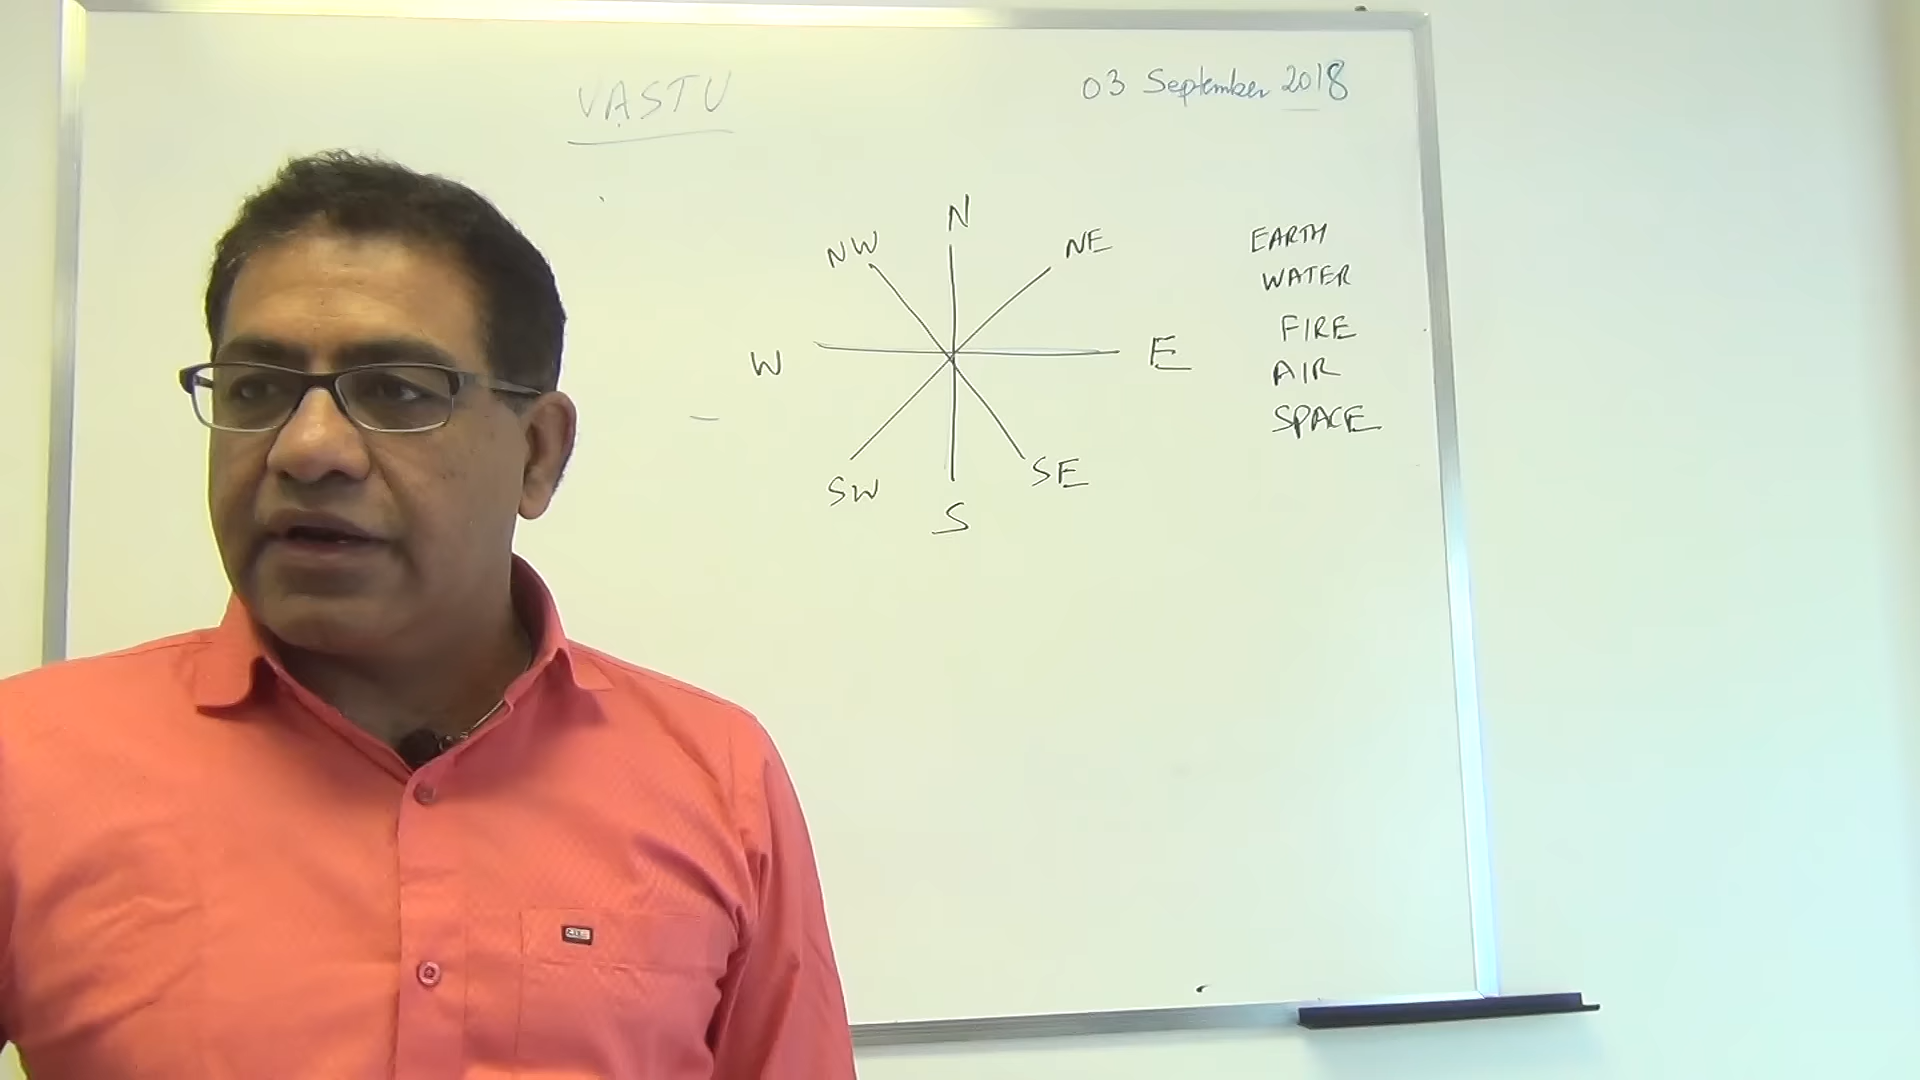 VASTU
03 September 2018
N
NW
NE
W
E
SW
SE
S
EARTH
WATER
FIRE
AIR
SPACE